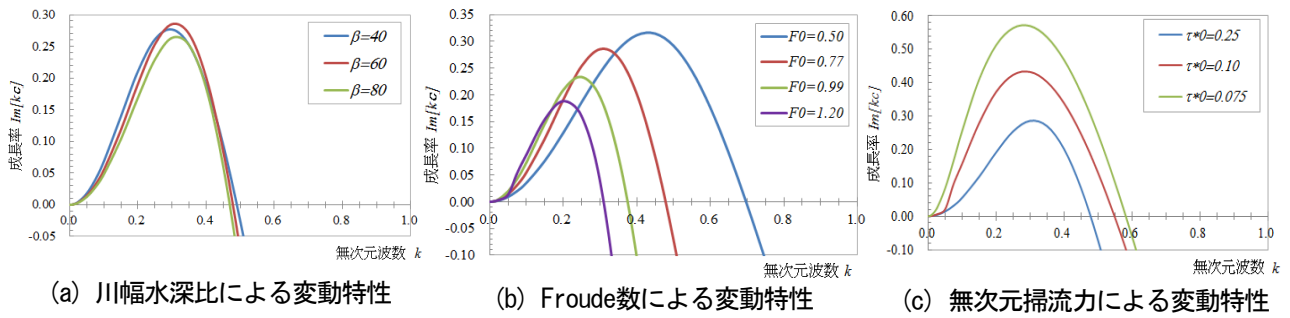 0.30
0.25
0.20
0.15
0.10
0.05
0.00
-0.05
0.0
0.2
0.4
0.6
0.8
1.0
成長率 Im[kc]
無次元波数 k
β=40
β=60
β=80
(a) 川幅水深比による変動特性
0.35
0.30
0.25
0.20
0.15
0.10
0.05
0.00
-0.05
-0.10
0.0
0.2
0.4
0.6
0.8
1.0
成長率 Im[kc]
無次元波数 k
F0=0.50
F0=0.77
F0=0.99
F0=1.20
(b) Froude数による変動特性
0.60
0.50
0.40
0.30
0.20
0.10
0.00
-0.10
0.0
0.2
0.4
0.6
0.8
1.0
成長率 Im[kc]
無次元波数 k
τ*0=0.25
τ*0=0.10
τ*0=0.075
(c) 無次元掃流力による変動特性